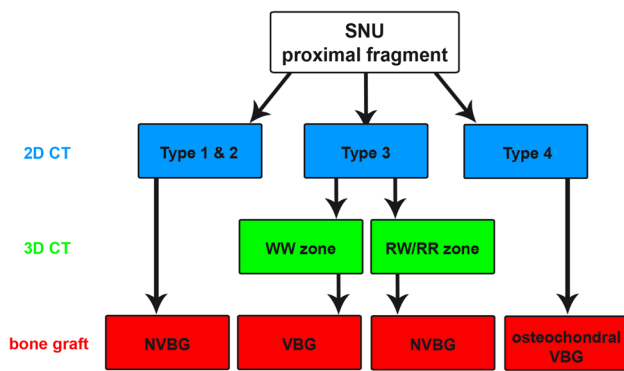 SNU
proximal fragment
2D CT
Type 1 & 2
Type 3
Type 4
3D CT
WW zone
RW/RR zone
bone graft
NVBG
VBG
NVBG
osteochondral
VBG